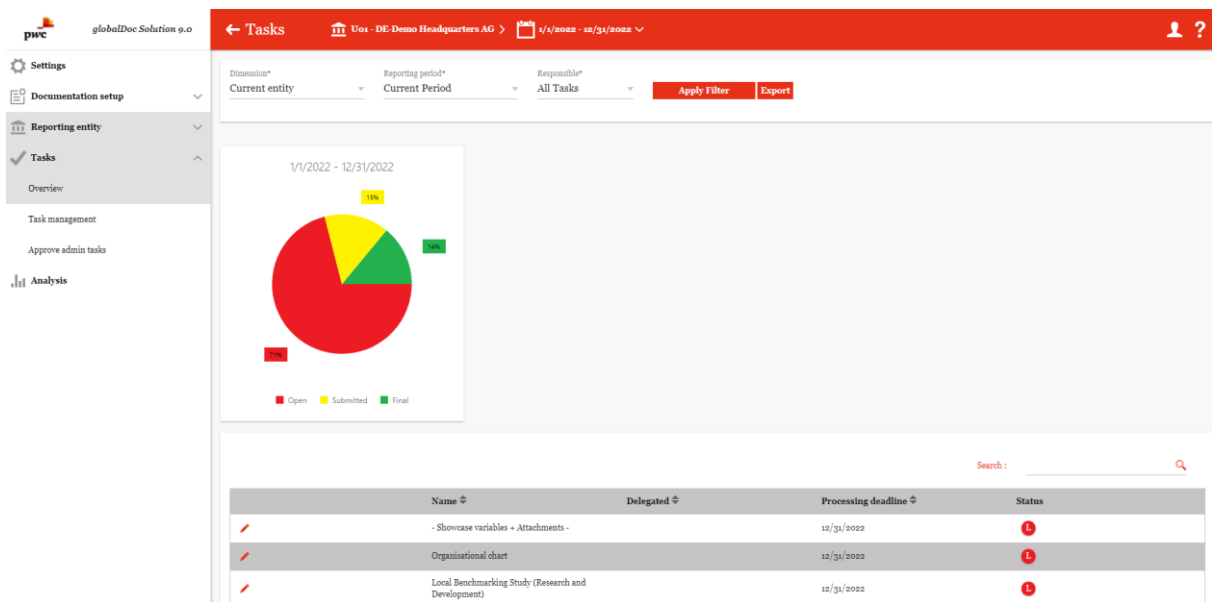 pwc
globalDoc Solution 9.0
← Tasks
U01 - DE-Demo Headquarters AG >
1/1/2022 - 12/31/2022
?
Settings
Documentation setup
Reporting entity
Tasks
Overview
Task management
Approve admin tasks
Analysis
Dimension*
Current entity
Reporting period*
Current Period
Responsible*
All Tasks
Apply Filter
Export
1/1/2022 - 12/31/2022
15%
14%
71%
Open Submitted Final
Search :
Name Delegated Processing deadline Status
- Showcase variables + Attachments - 12/31/2022 L
Organisational chart 12/31/2022 L
Local Benchmarking Study (Research and
Development) 12/31/2022 L